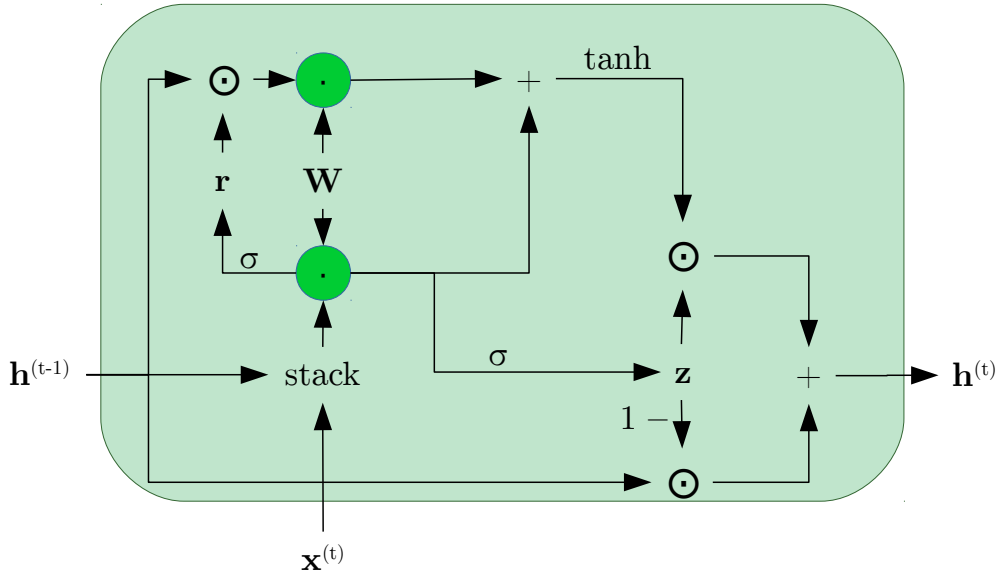 tanh
⊙ · +
r W
σ ·
⊙
σ
h(t-1) stack z + h(t)
1 −
⊙
x(t)